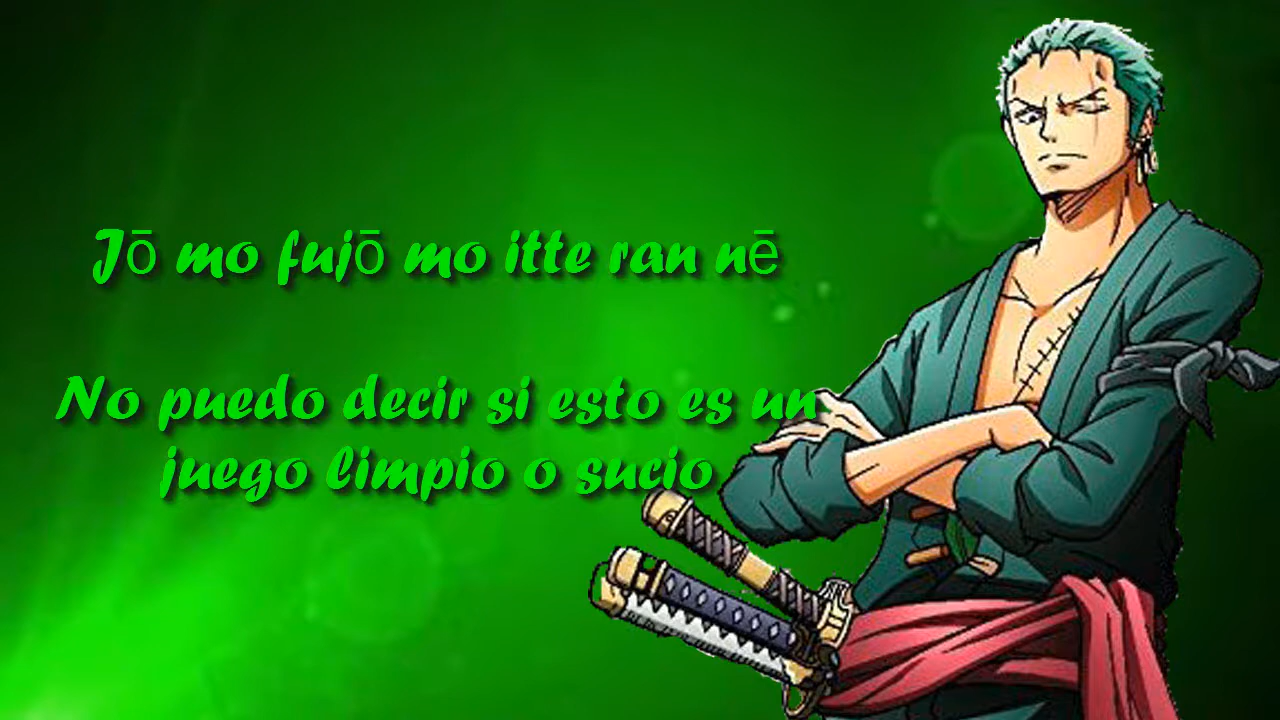 Jō mo fujō mo itte ran nē
No puedo decir si esto es un
juego limpio o sucio